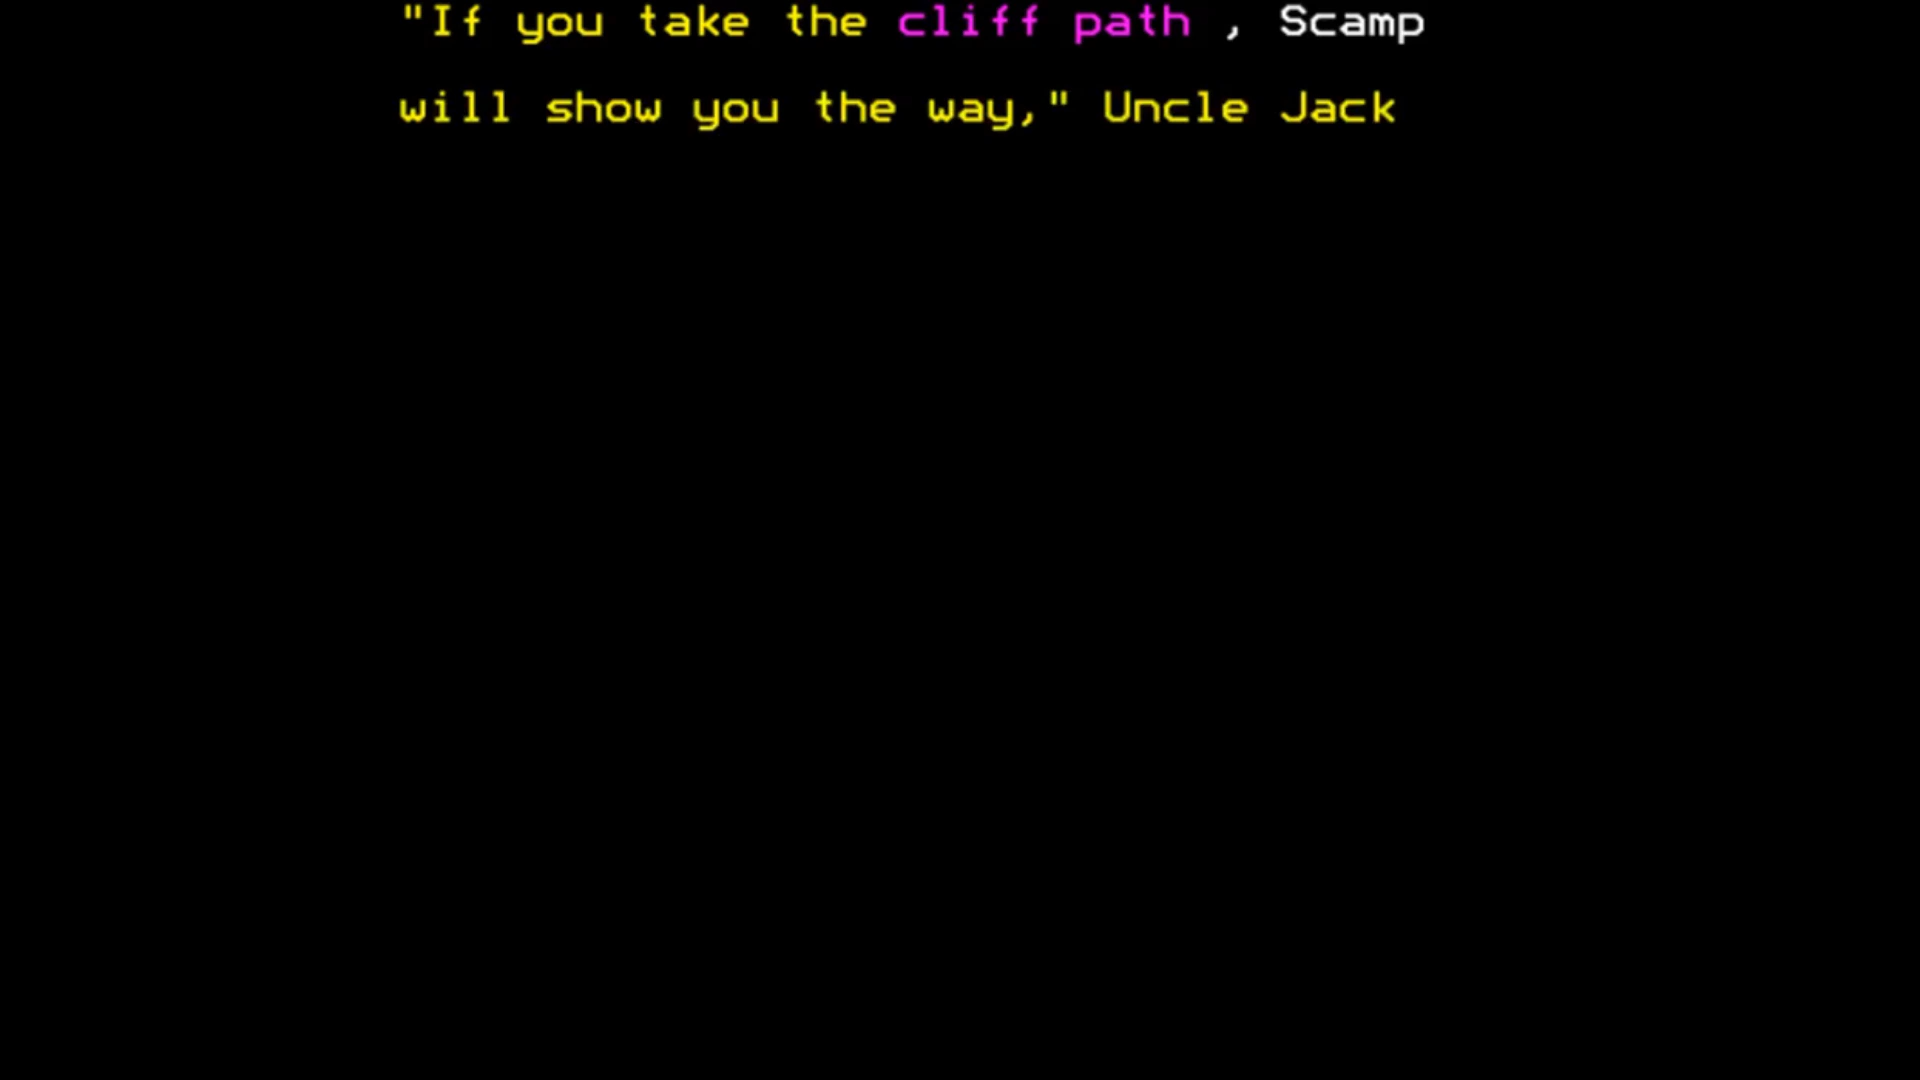 "If you take the cliff path , Scamp
will show you the way," Uncle Jack